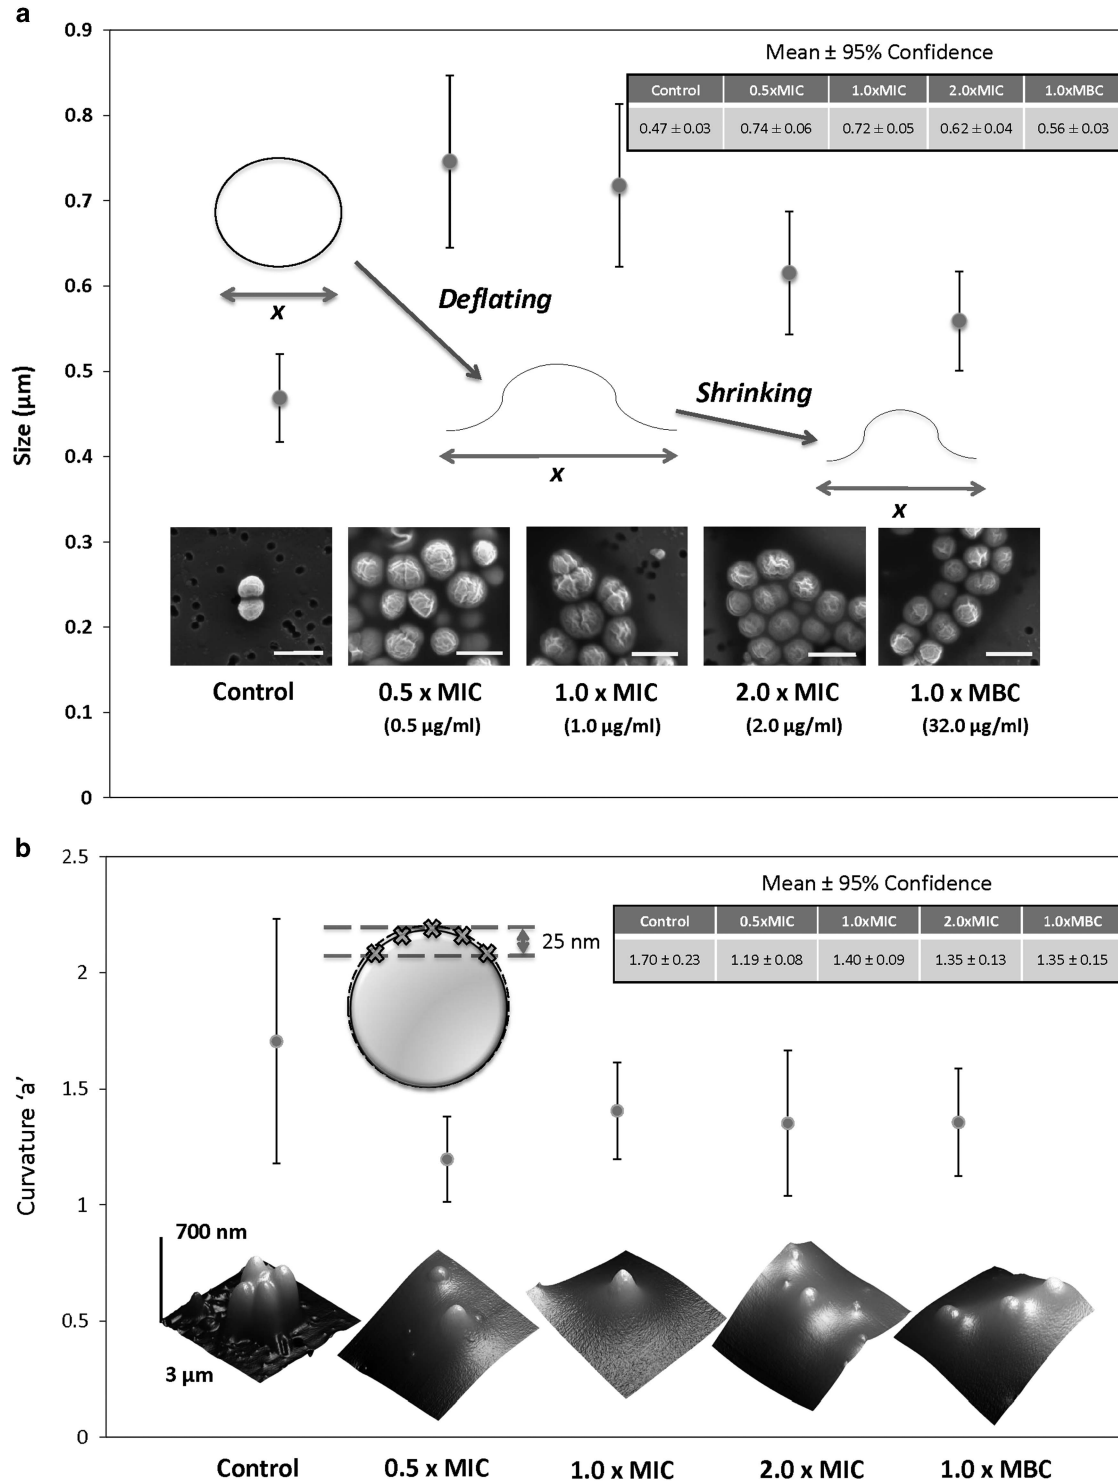 a
0.9
0.8
0.7
0.6
0.5
0.4
0.3
0.2
0.1
0
Size (µm)
Mean ± 95% Confidence
Control 0.5xMIC 1.0xMIC 2.0xMIC 1.0xMBC
0.47 ± 0.03 0.74 ± 0.06 0.72 ± 0.05 0.62 ± 0.04 0.56 ± 0.03
x
Deflating
x
Shrinking
x
Control 0.5 x MIC 1.0 x MIC 2.0 x MIC 1.0 x MBC
(0.5 µg/ml) (1.0 µg/ml) (2.0 µg/ml) (32.0 µg/ml)
b
2.5
2
1.5
1
0.5
0
Curvature ‘a’
Mean ± 95% Confidence
Control 0.5xMIC 1.0xMIC 2.0xMIC 1.0xMBC
1.70 ± 0.23 1.19 ± 0.08 1.40 ± 0.09 1.35 ± 0.13 1.35 ± 0.15
25 nm
700 nm
3 µm
Control 0.5 x MIC 1.0 x MIC 2.0 x MIC 1.0 x MBC